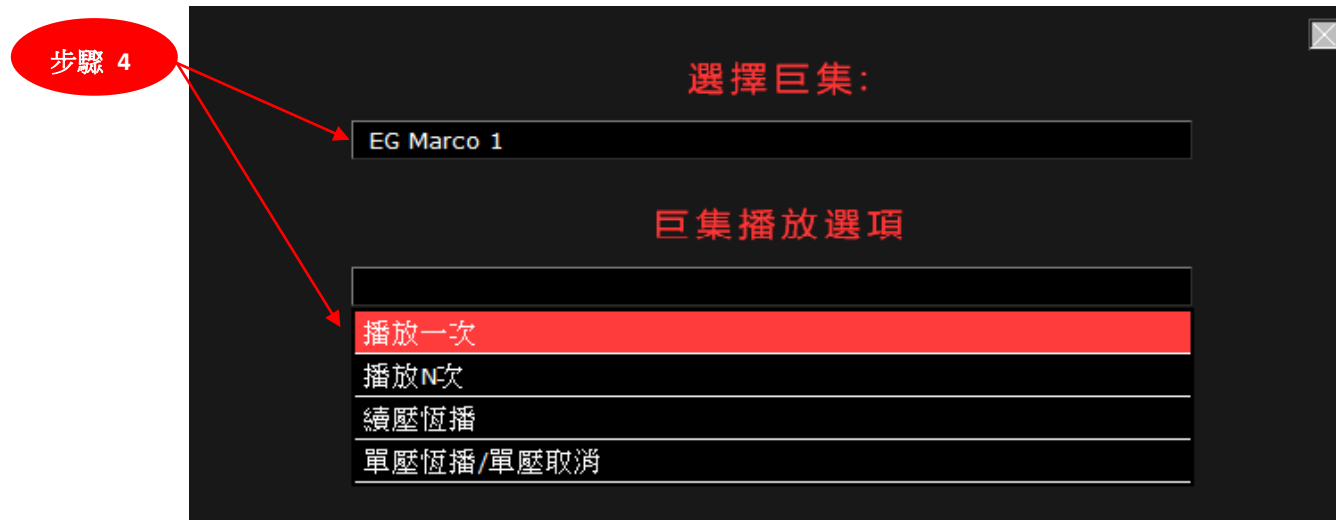 步驟 4
選擇巨集:
EG Marco 1
巨集播放選項
播放一次
播放N次
續壓恆播
單壓恆播/單壓取消